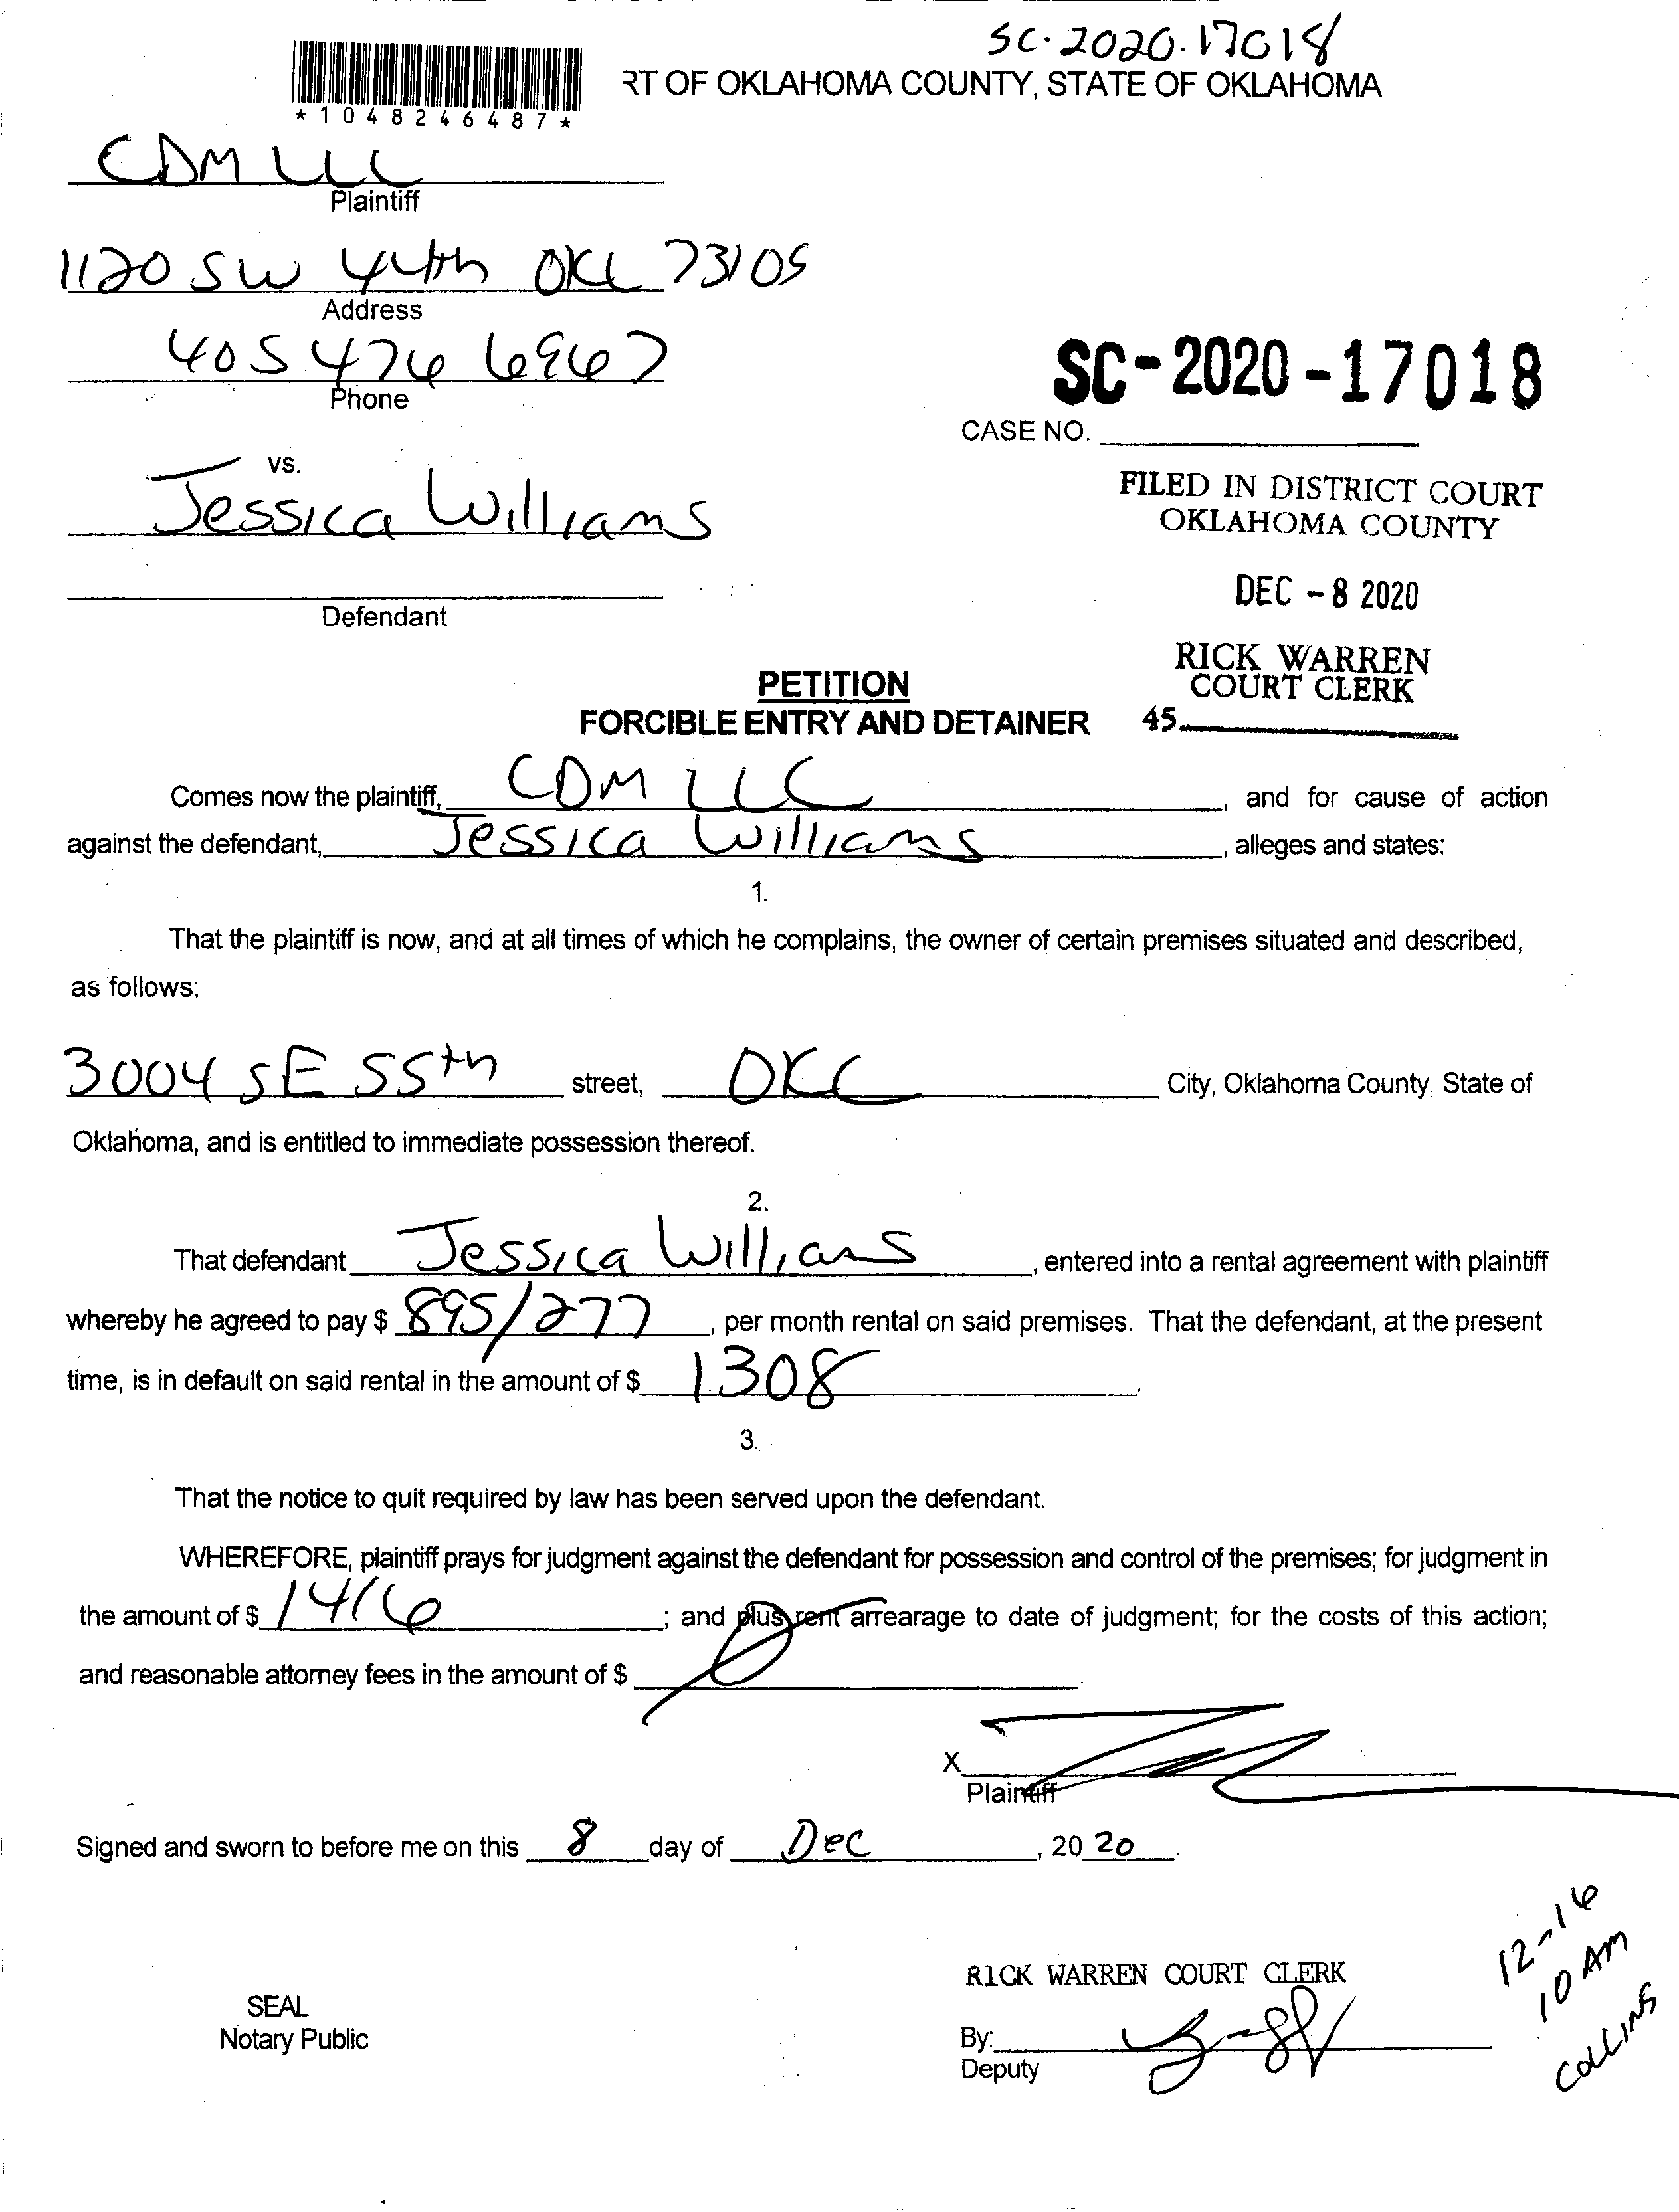 SC-2020-17018
RT OF OKLAHOMA COUNTY, STATE OF OKLAHOMA
*1048246487*
CDM LLC
Plaintiff
1120 SW 44th OKC 73105
Address
405 476 6967
Phone
SC-2020-17018
CASE NO.
vs.
Jessica Williams
FILED IN DISTRICT COURT
OKLAHOMA COUNTY
DEC -8 2020
Defendant
RICK WARREN
COURT CLERK
45
PETITION
FORCIBLE ENTRY AND DETAINER
Comes now the plaintiff, CDM LLC, and for cause of action
against the defendant, Jessica Williams, alleges and states:
1.
That the plaintiff is now, and at all times of which he complains, the owner of certain premises situated and described,
as follows:
3004 SE 55th street, OKC City, Oklahoma County, State of
Oklahoma, and is entitled to immediate possession thereof.
2.
That defendant Jessica Williams, entered into a rental agreement with plaintiff
whereby he agreed to pay $ 895/277, per month rental on said premises. That the defendant, at the present
time, is in default on said rental in the amount of $ 1308.
3.
That the notice to quit required by law has been served upon the defendant.
WHEREFORE, plaintiff prays for judgment against the defendant for possession and control of the premises; for judgment in
the amount of $ 1416; and plus rent arrearage to date of judgment; for the costs of this action;
and reasonable attorney fees in the amount of $.
X
Plaintiff
Signed and sworn to before me on this 8 day of Dec, 20 20.
12-16
10 AM
COLLINS
RICK WARREN COURT CLERK
SEAL
Notary Public
By:
Deputy